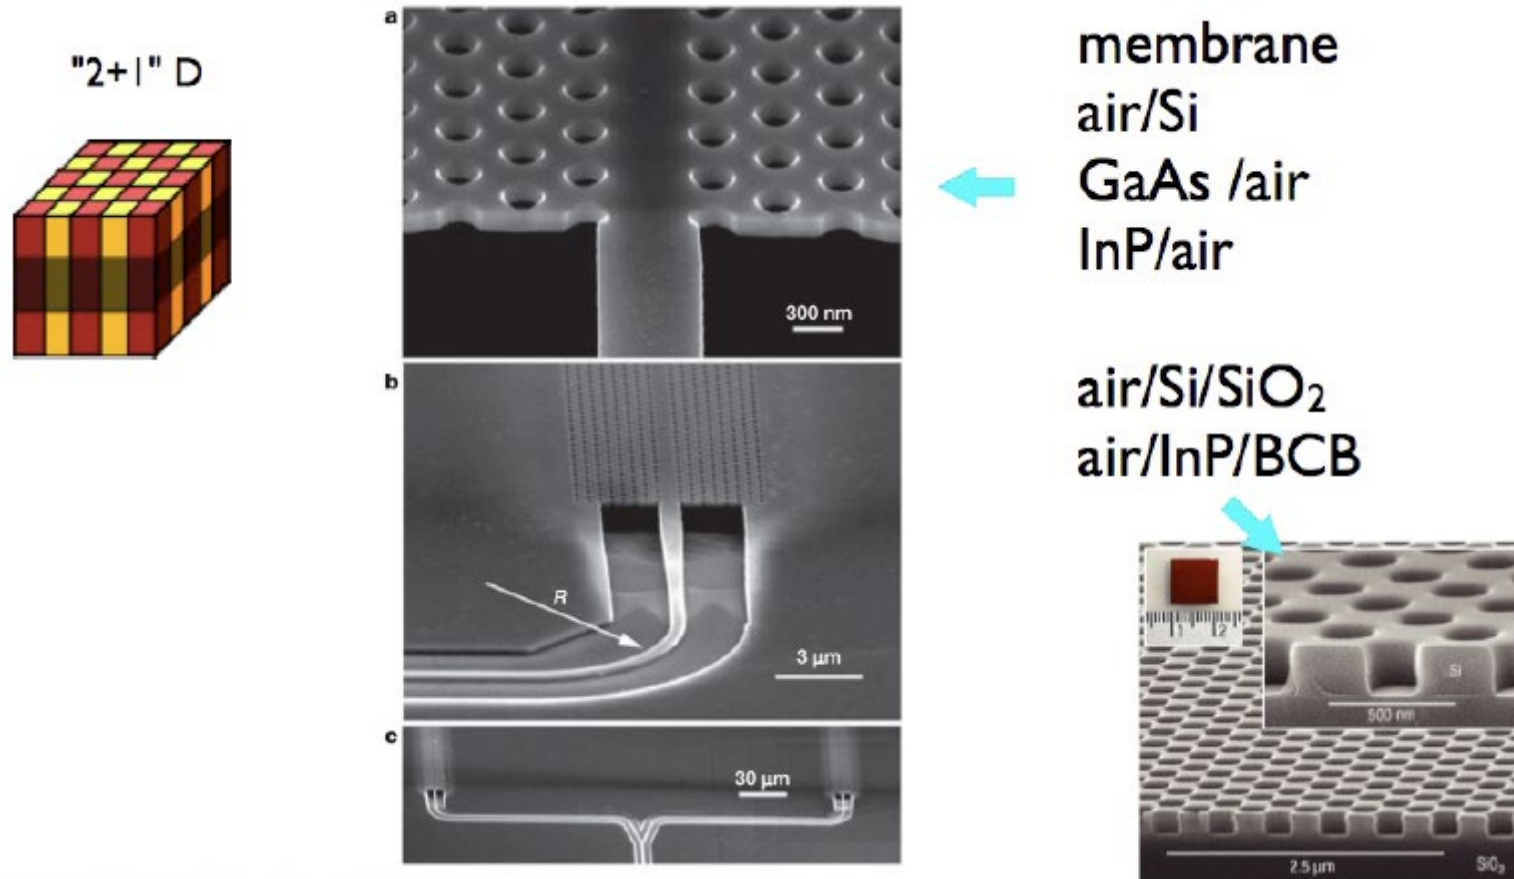 "2+1" D
a
300 nm
b
R
3 µm
c
30 µm
membrane
air/Si
GaAs /air
InP/air
air/Si/SiO₂
air/InP/BCB
1 2
Si
500 nm
2.5 µm
SiO₂